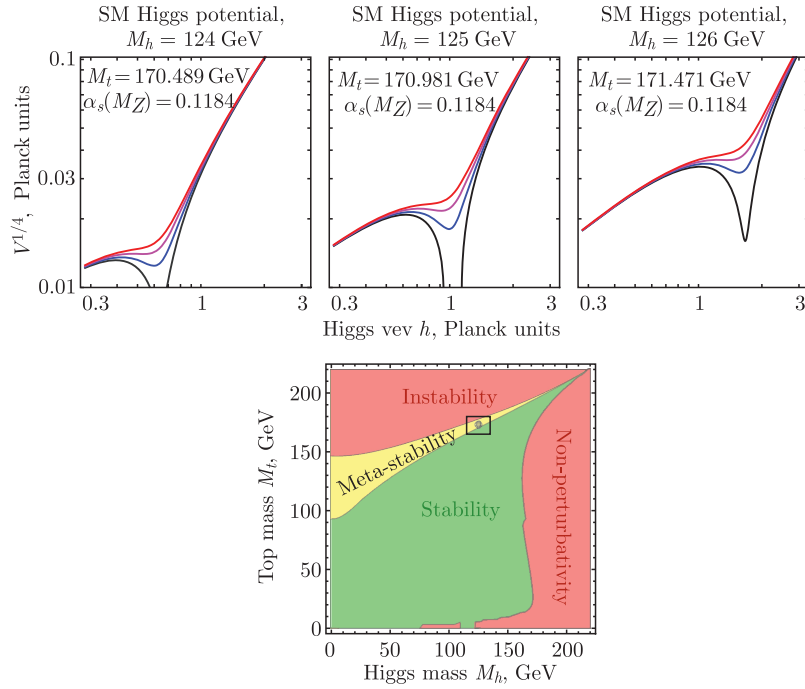 SM Higgs potential,
M_h = 124 GeV
SM Higgs potential,
M_h = 125 GeV
SM Higgs potential,
M_h = 126 GeV
M_t = 170.489 GeV
α_s(M_Z) = 0.1184
M_t = 170.981 GeV
α_s(M_Z) = 0.1184
M_t = 171.471 GeV
α_s(M_Z) = 0.1184
V^{1/4}, Planck units
0.1
0.03
0.01
0.3 1 3
0.3 1 3
0.3 1 3
Higgs vev h, Planck units
Top mass M_t, GeV
200
150
100
50
0
Instability
Meta-stability
Stability
Non-perturbativity
0 50 100 150 200
Higgs mass M_h, GeV